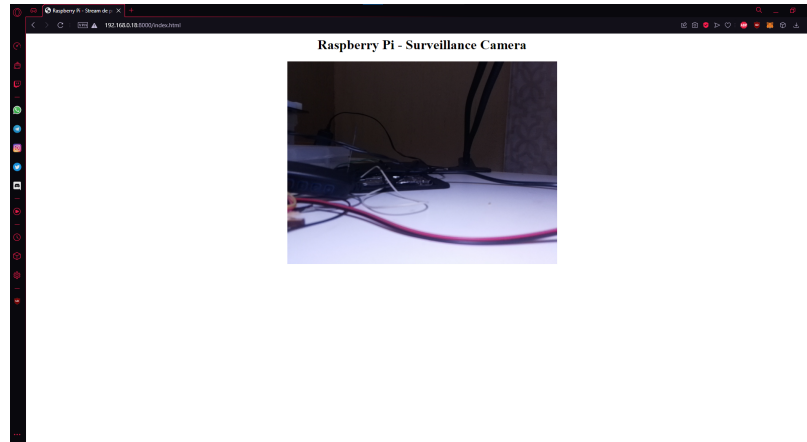 Raspberry Pi - Stream de p
192.168.0.18:8000/index.html
Raspberry Pi - Surveillance Camera